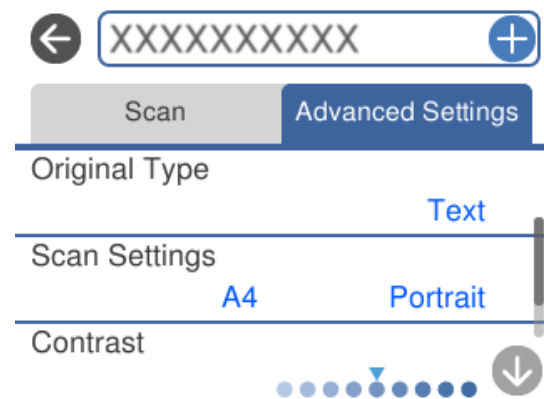 XXXXXXXXXX
Scan
Advanced Settings
Original Type
Text
Scan Settings
A4 Portrait
Contrast